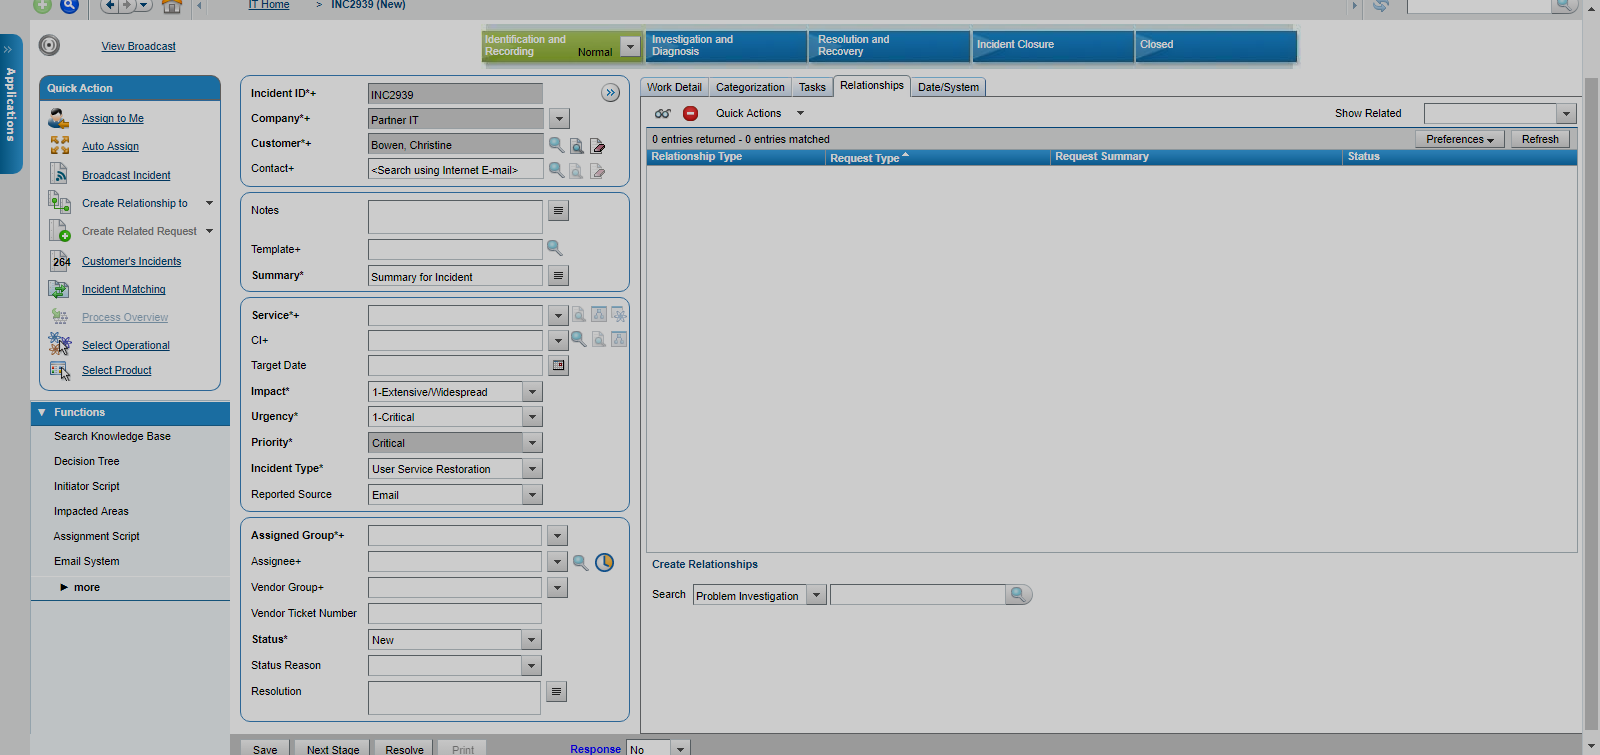 IT Home > INC2939 (New)
Applications
View Broadcast
Identification and
Recording Normal
Investigation and
Diagnosis
Resolution and
Recovery
Incident Closure
Closed
Quick Action
Assign to Me
Auto Assign
Broadcast Incident
Create Relationship to
Create Related Request
264 Customer's Incidents
Incident Matching
Process Overview
Select Operational
Select Product
Functions
Search Knowledge Base
Decision Tree
Initiator Script
Impacted Areas
Assignment Script
Email System
more
Incident ID*+ INC2939
Company*+ Partner IT
Customer*+ Bowen, Christine
Contact+ <Search using Internet E-mail>
Notes
Template+
Summary* Summary for Incident
Service*+
CI+
Target Date
Impact* 1-Extensive/Widespread
Urgency* 1-Critical
Priority* Critical
Incident Type* User Service Restoration
Reported Source Email
Assigned Group*+
Assignee+
Vendor Group+
Vendor Ticket Number
Status* New
Status Reason
Resolution
Work Detail Categorization Tasks Relationships Date/System
Quick Actions Show Related
0 entries returned - 0 entries matched Preferences Refresh
Relationship Type Request Type Request Summary Status
Create Relationships
Search Problem Investigation
Save Next Stage Resolve Print Response No